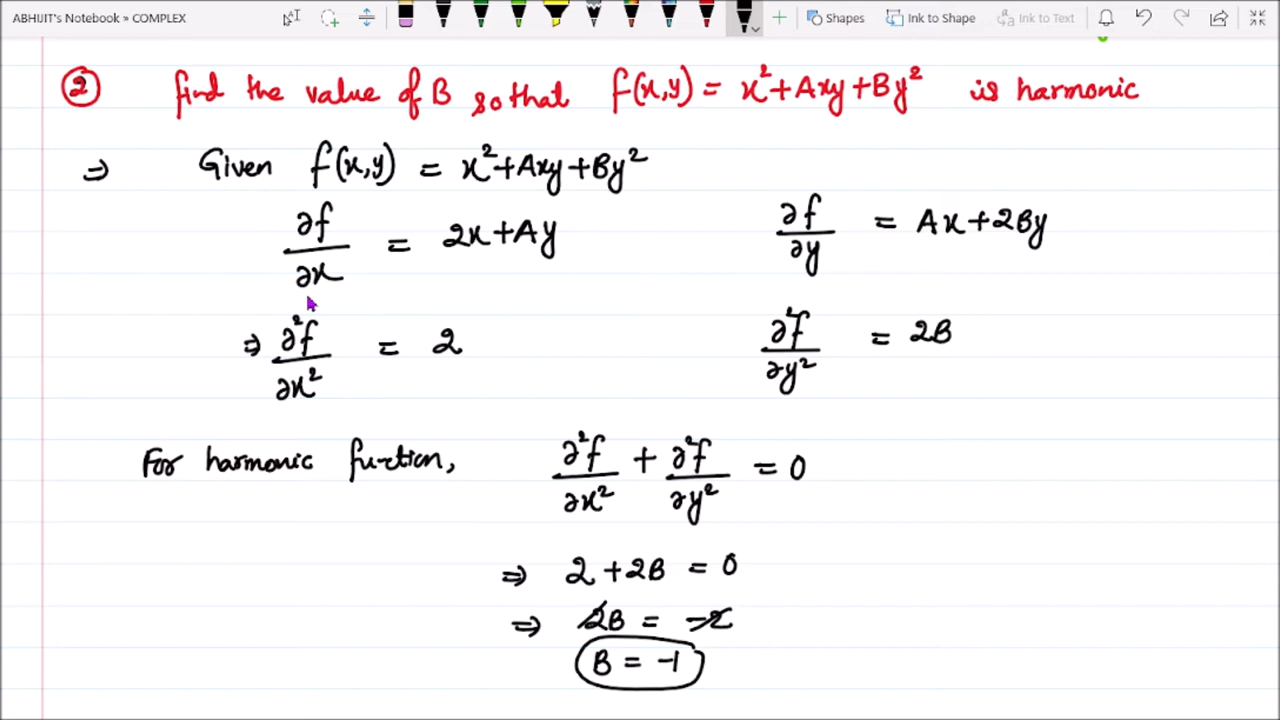 ABHIJIT's Notebook » COMPLEX Shapes Ink to Shape Ink to Text
② find the value of B so that f(x,y) = x²+Axy+By² is harmonic
⇒ Given f(x,y) = x²+Axy+By²
∂f/∂x = 2x+Ay ∂f/∂y = Ax+2By
⇒ ∂²f/∂x² = 2 ∂²f/∂y² = 2B
For harmonic function, ∂²f/∂x² + ∂²f/∂y² = 0
⇒ 2+2B = 0
⇒ 2B = -2
B = -1